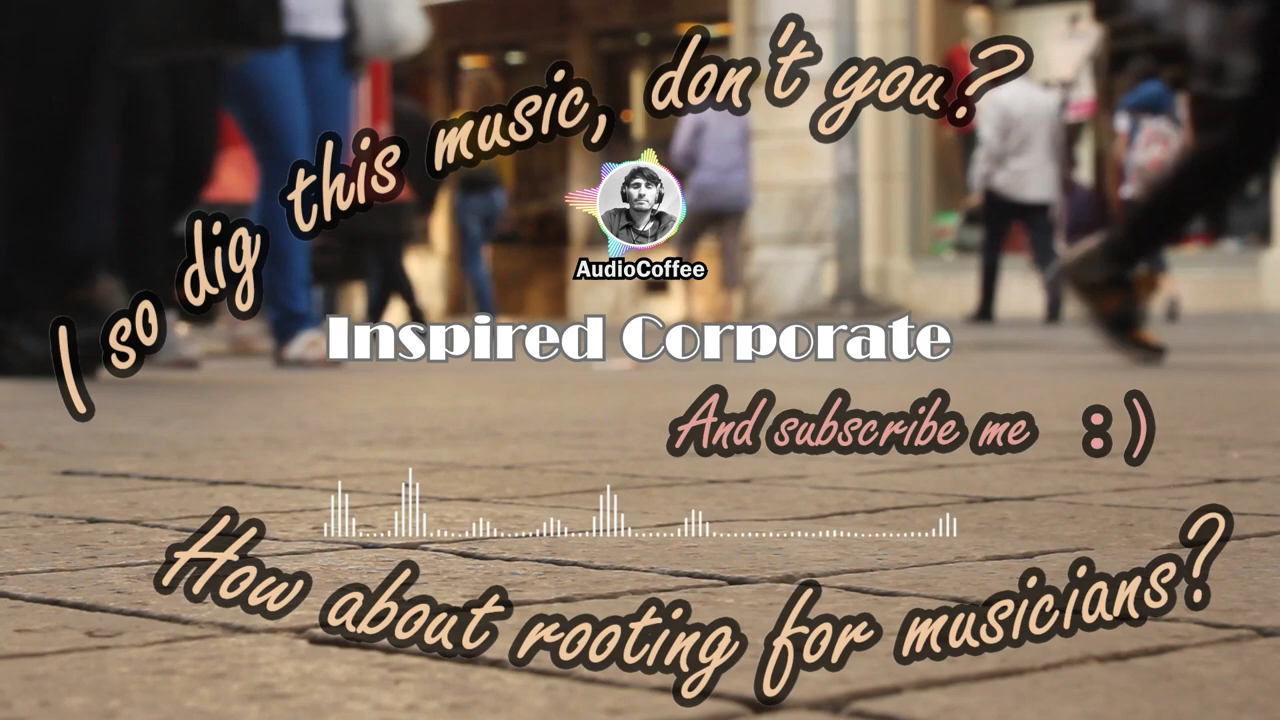 I so dig this music, don't you?
AudioCoffee
Inspired Corporate
And subscribe me :)
How about rooting for musicians?